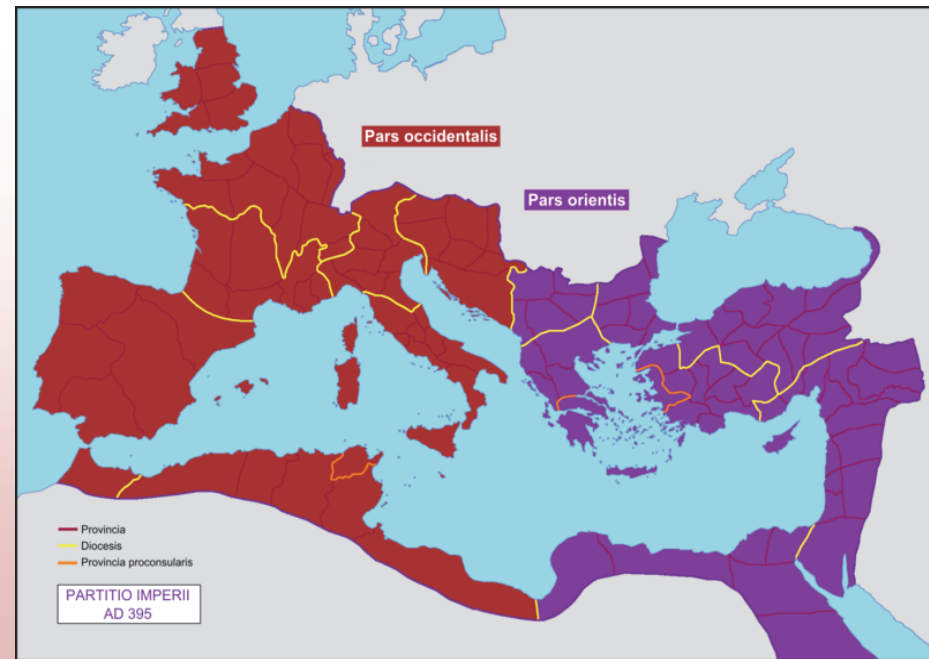 Pars occidentalis
Pars orientis
Provincia
Diocesis
Provincia proconsularis
PARTITIO IMPERII
AD 395